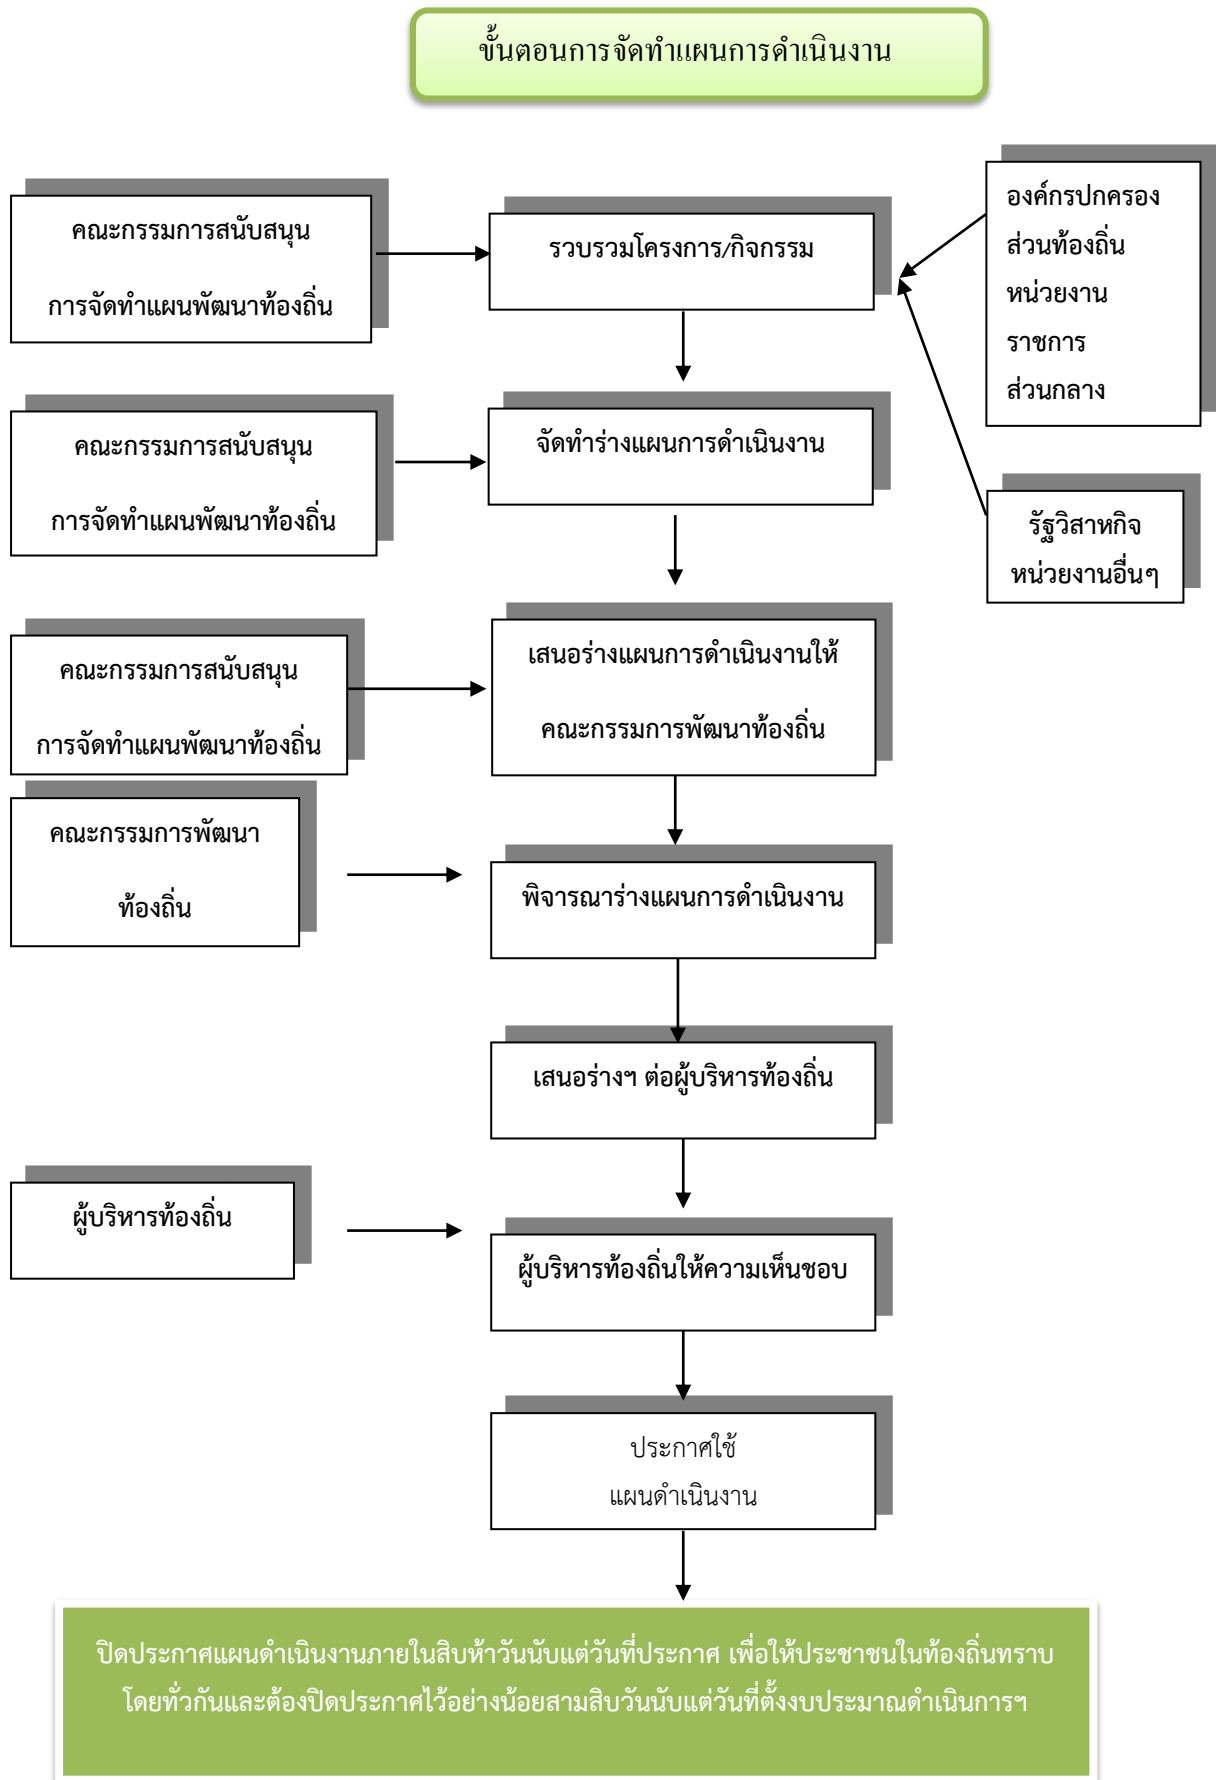 ขั้นตอนการจัดทำแผนการดำเนินงาน
คณะกรรมการสนับสนุน
การจัดทำแผนพัฒนาท้องถิ่น
รวบรวมโครงการ/กิจกรรม
องค์กรปกครอง
ส่วนท้องถิ่น
หน่วยงาน
ราชการ
ส่วนกลาง
คณะกรรมการสนับสนุน
การจัดทำแผนพัฒนาท้องถิ่น
จัดทำร่างแผนการดำเนินงาน
รัฐวิสาหกิจ
หน่วยงานอื่นๆ
คณะกรรมการสนับสนุน
การจัดทำแผนพัฒนาท้องถิ่น
เสนอร่างแผนการดำเนินงานให้
คณะกรรมการพัฒนาท้องถิ่น
คณะกรรมการพัฒนา
ท้องถิ่น
พิจารณาร่างแผนการดำเนินงาน
เสนอร่างฯ ต่อผู้บริหารท้องถิ่น
ผู้บริหารท้องถิ่น
ผู้บริหารท้องถิ่นให้ความเห็นชอบ
ประกาศใช้
แผนดำเนินงาน
ปิดประกาศแผนดำเนินงานภายในสิบห้าวันนับแต่วันที่ประกาศ เพื่อให้ประชาชนในท้องถิ่นทราบ
โดยทั่วกันและต้องปิดประกาศไว้อย่างน้อยสามสิบวันนับแต่วันที่ตั้งงบประมาณดำเนินการฯ